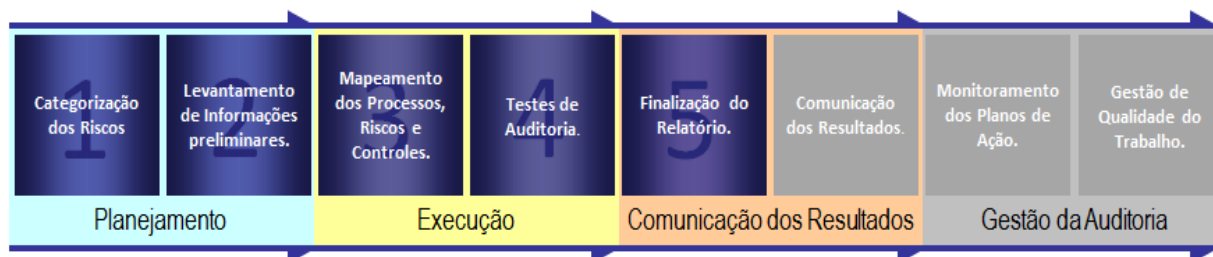 1
Categorização
dos Riscos
2
Levantamento
de Informações
preliminares.
3
Mapeamento
dos Processos,
Riscos e
Controles.
4
Testes de
Auditoria.
5
Finalização do
Relatório.
Comunicação
dos Resultados.
Monitoramento
dos Planos de
Ação.
Gestão de
Qualidade do
Trabalho.
Planejamento
Execução
Comunicação dos Resultados
Gestão da Auditoria